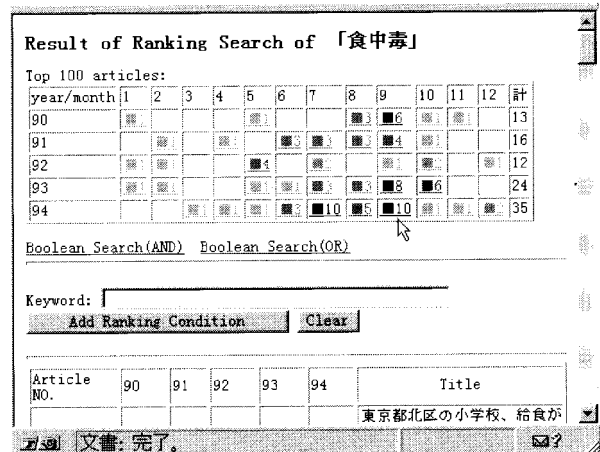 Result of Ranking Search of 「食中毒」
Top 100 articles:
year/month 1 2 3 4 5 6 7 8 9 10 11 12 計
90 1 1 3 6 1 1 13
91 1 1 3 3 3 4 1 16
92 1 1 4 2 1 2 1 12
93 1 1 1 1 3 3 8 6 24
94 1 1 1 3 10 5 10 1 1 2 35
Boolean Search(AND) Boolean Search(OR)
Keyword:
Add Ranking Condition Clear
Article NO. 90 91 92 93 94 Title
東京都北区の小学校、給食が
文書: 完了。